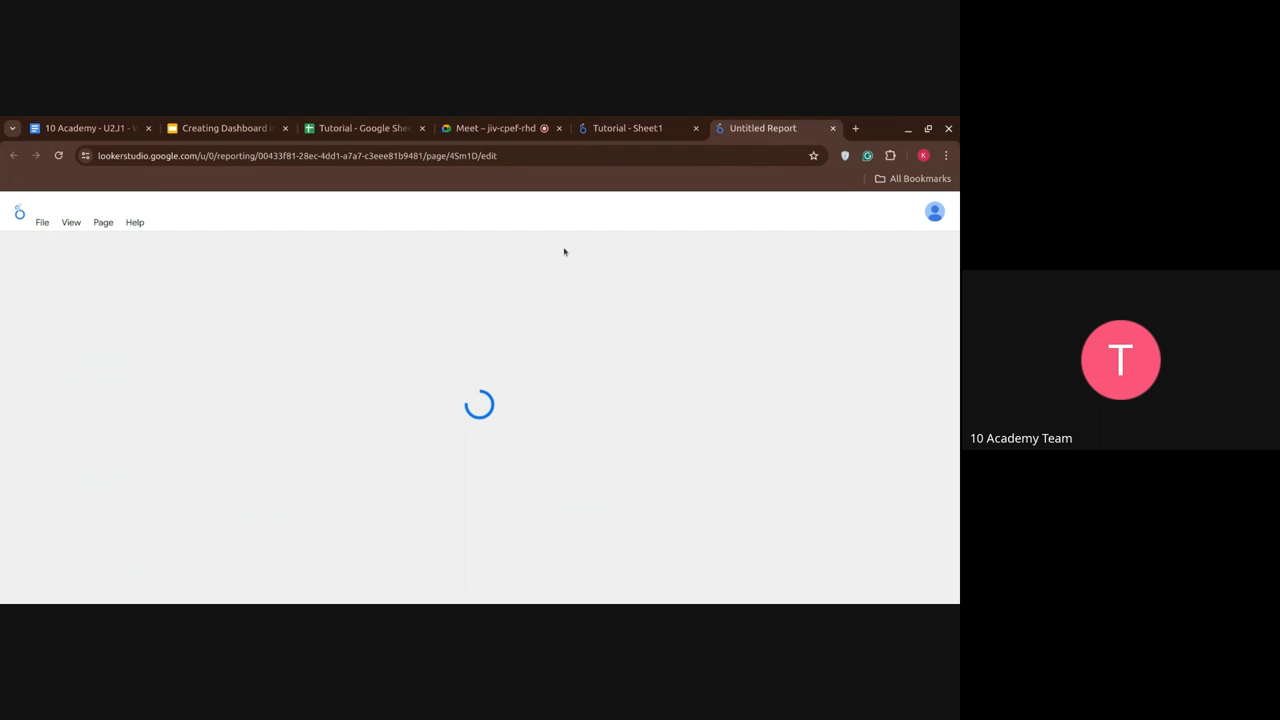 10 Academy - U2J1 - W
Creating Dashboard i
Tutorial - Google She
Meet – jiv-cpef-rhd
Tutorial - Sheet1
Untitled Report
lookerstudio.google.com/u/0/reporting/00433f81-28ec-4dd1-a7a7-c3eee81b9481/page/4Sm1D/edit
K
All Bookmarks
File View Page Help
T
10 Academy Team